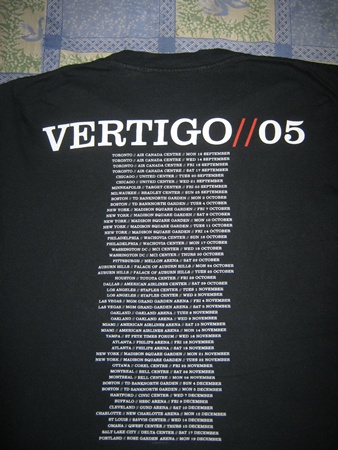 VERTIGO//05
TORONTO // AIR CANADA CENTRE // MON 12 SEPTEMBER
TORONTO // AIR CANADA CENTRE // WED 14 SEPTEMBER
TORONTO // AIR CANADA CENTRE // FRI 16 SEPTEMBER
TORONTO // AIR CANADA CENTRE // SAT 17 SEPTEMBER
CHICAGO // UNITED CENTER // TUES 20 SEPTEMBER
CHICAGO // UNITED CENTER // WED 21 SEPTEMBER
MINNEAPOLIS // TARGET CENTER // FRI 23 SEPTEMBER
MILWAUKEE // BRADLEY CENTER // SUN 25 SEPTEMBER
BOSTON // TD BANKNORTH GARDEN // MON 3 OCTOBER
BOSTON // TD BANKNORTH GARDEN // TUES 4 OCTOBER
NEW YORK // MADISON SQUARE GARDEN // FRI 7 OCTOBER
NEW YORK // MADISON SQUARE GARDEN // SAT 8 OCTOBER
NEW YORK // MADISON SQUARE GARDEN // MON 10 OCTOBER
NEW YORK // MADISON SQUARE GARDEN // TUES 11 OCTOBER
NEW YORK // MADISON SQUARE GARDEN // FRI 14 OCTOBER
PHILADELPHIA // WACHOVIA CENTER // SUN 16 OCTOBER
PHILADELPHIA // WACHOVIA CENTER // MON 17 OCTOBER
WASHINGTON DC // MCI CENTER // WED 19 OCTOBER
WASHINGTON DC // MCI CENTER // THURS 20 OCTOBER
PITTSBURGH // MELLON ARENA // SAT 22 OCTOBER
AUBURN HILLS // PALACE OF AUBURN HILLS // MON 24 OCTOBER
AUBURN HILLS // PALACE OF AUBURN HILLS // TUES 25 OCTOBER
HOUSTON // TOYOTA CENTER // FRI 28 OCTOBER
DALLAS // AMERICAN AIRLINES CENTER // SAT 29 OCTOBER
LOS ANGELES // STAPLES CENTER // TUES 1 NOVEMBER
LOS ANGELES // STAPLES CENTER // WED 2 NOVEMBER
LAS VEGAS // MGM GRAND GARDEN ARENA // FRI 4 NOVEMBER
LAS VEGAS // MGM GRAND GARDEN ARENA // SAT 5 NOVEMBER
OAKLAND // OAKLAND ARENA // TUES 8 NOVEMBER
OAKLAND // OAKLAND ARENA // WED 9 NOVEMBER
MIAMI // AMERICAN AIRLINES ARENA // SUN 13 NOVEMBER
MIAMI // AMERICAN AIRLINES ARENA // MON 14 NOVEMBER
TAMPA // ST PETE TIMES FORUM // WED 16 NOVEMBER
ATLANTA // PHILIPS ARENA // FRI 18 NOVEMBER
ATLANTA // PHILIPS ARENA // SAT 19 NOVEMBER
NEW YORK // MADISON SQUARE GARDEN // MON 21 NOVEMBER
NEW YORK // MADISON SQUARE GARDEN // TUES 22 NOVEMBER
OTTAWA // COREL CENTRE // FRI 25 NOVEMBER
MONTREAL // BELL CENTRE // SAT 26 NOVEMBER
MONTREAL // BELL CENTRE // MON 28 NOVEMBER
BOSTON // TD BANKNORTH GARDEN // SUN 4 DECEMBER
BOSTON // TD BANKNORTH GARDEN // MON 5 DECEMBER
HARTFORD // CIVIC CENTER // WED 7 DECEMBER
BUFFALO // HSBC ARENA // FRI 9 DECEMBER
CLEVELAND // GUND ARENA // SAT 10 DECEMBER
CHARLOTTE // NEW CHARLOTTE ARENA // MON 12 DECEMBER
ST LOUIS // SAVVIS CENTER // WED 14 DECEMBER
OMAHA // QWEST CENTER // THURS 15 DECEMBER
SALT LAKE CITY // DELTA CENTER // SAT 17 DECEMBER
PORTLAND // ROSE GARDEN ARENA // MON 19 DECEMBER